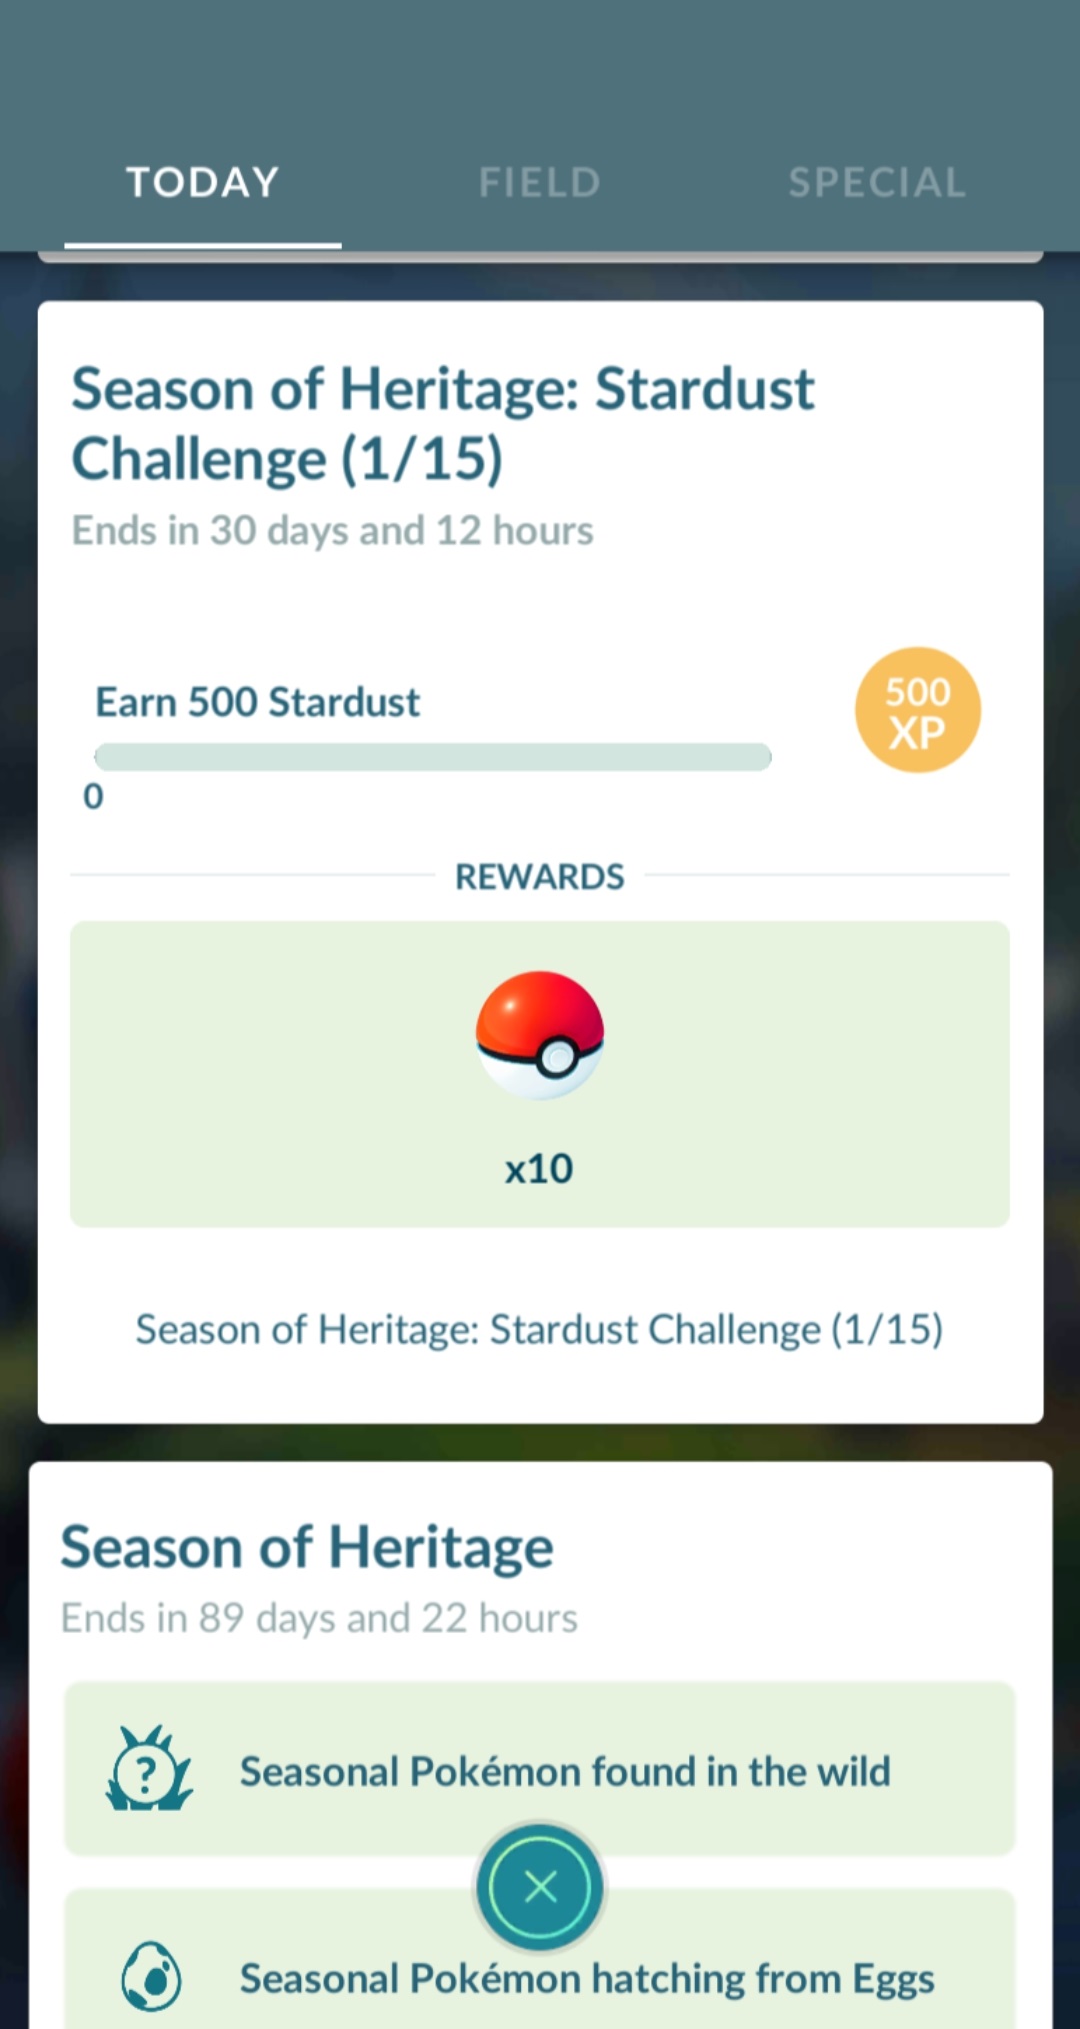 TODAY
FIELD
SPECIAL
Season of Heritage: Stardust
Challenge (1/15)
Ends in 30 days and 12 hours
Earn 500 Stardust
500
XP
0
REWARDS
x10
Season of Heritage: Stardust Challenge (1/15)
Season of Heritage
Ends in 89 days and 22 hours
?
Seasonal Pokémon found in the wild
Seasonal Pokémon hatching from Eggs